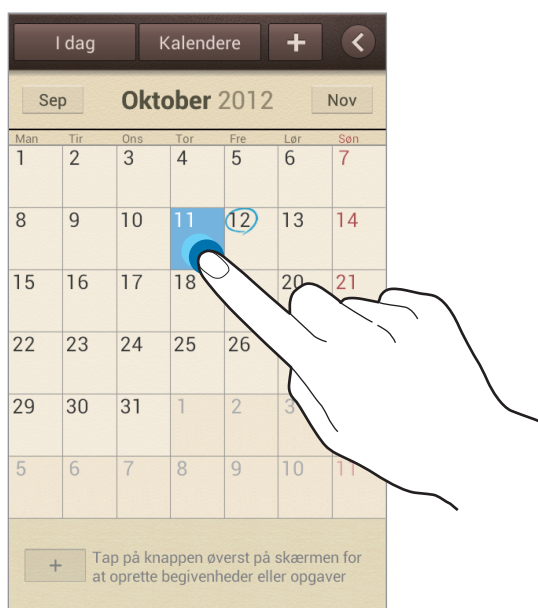 I dag Kalendere +
Sep Oktober 2012 Nov
Man Tir Ons Tor Fre Lør Søn
1 2 3 4 5 6 7
8 9 10 11 12 13 14
15 16 17 18 20 21
22 23 24 25 26
29 30 31 1 2 3
5 6 7 8 9 10 11
+ Tap på knappen øverst på skærmen for
at oprette begivenheder eller opgaver